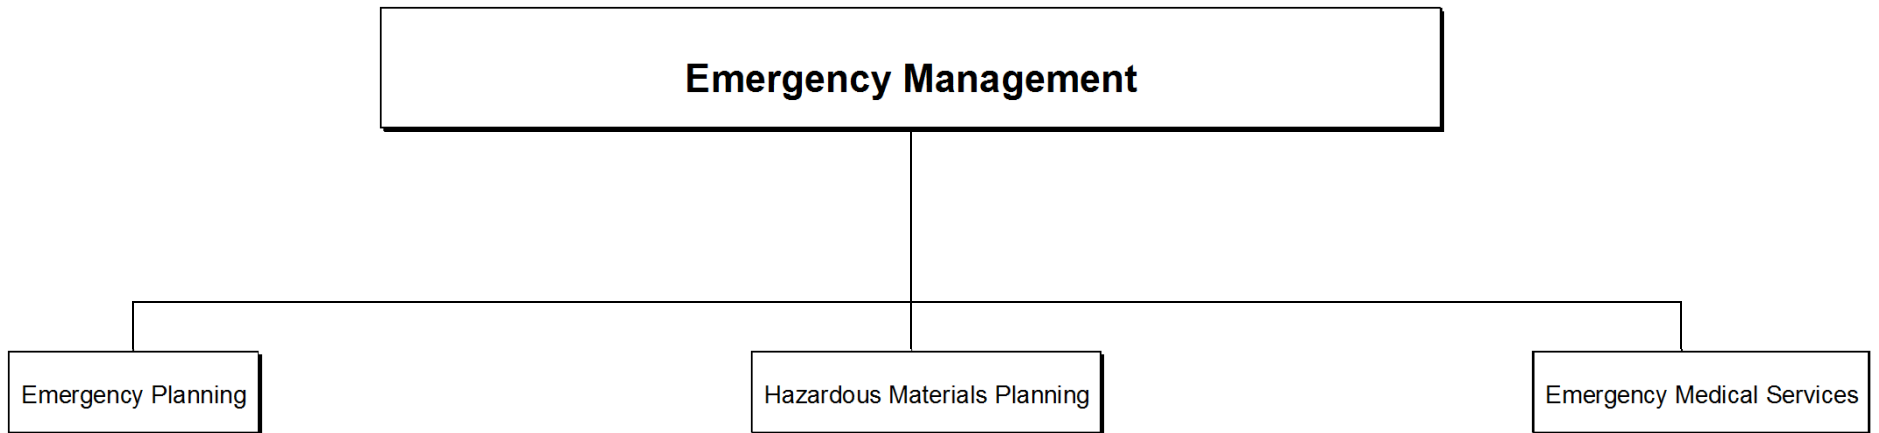 Emergency Management
Emergency Planning
Hazardous Materials Planning
Emergency Medical Services